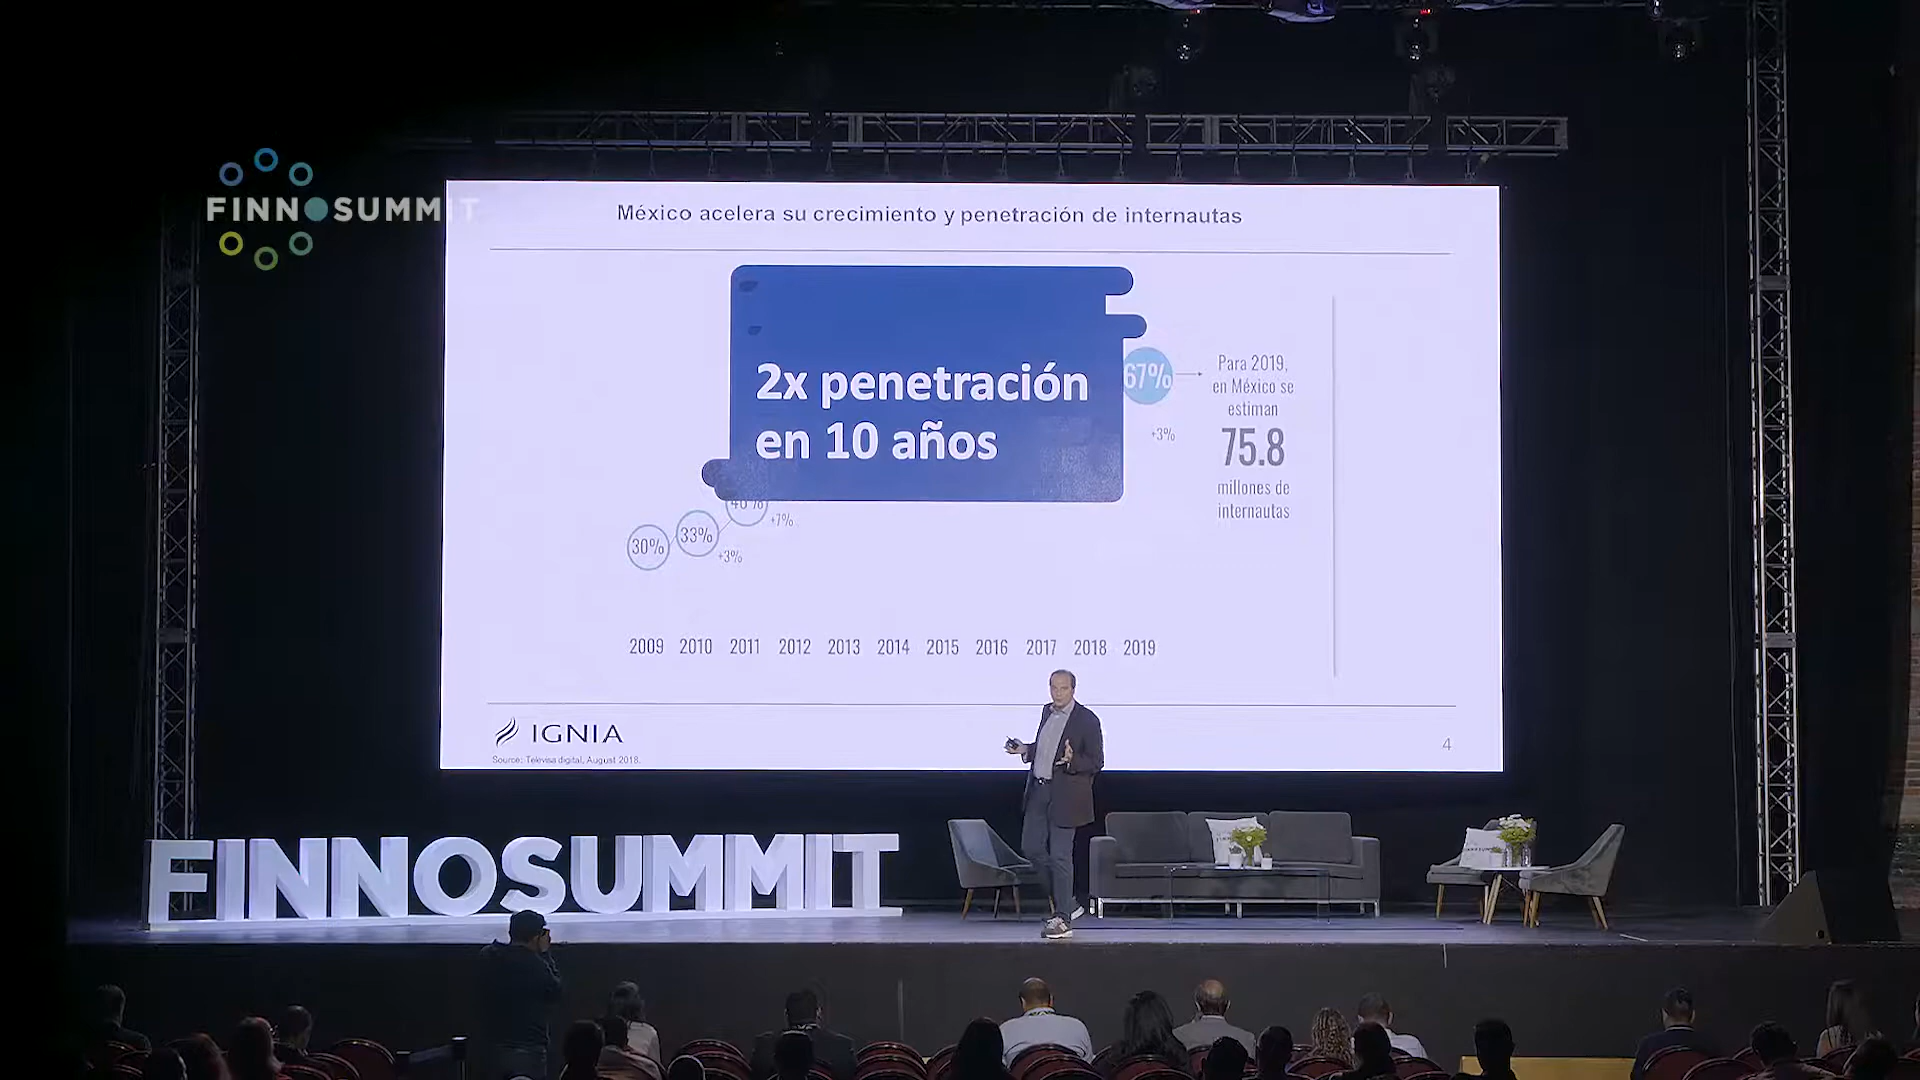 FINNOSUMMIT
México acelera su crecimiento y penetración de internautas
2x penetración
en 10 años
67%
+3%
Para 2019,
en México se
estiman
75.8
millones de
internautas
40%
+7%
33%
+3%
30%
2009 2010 2011 2012 2013 2014 2015 2016 2017 2018 2019
IGNIA
Source: Televisa digital, August 2018.
4
FINNOSUMMIT